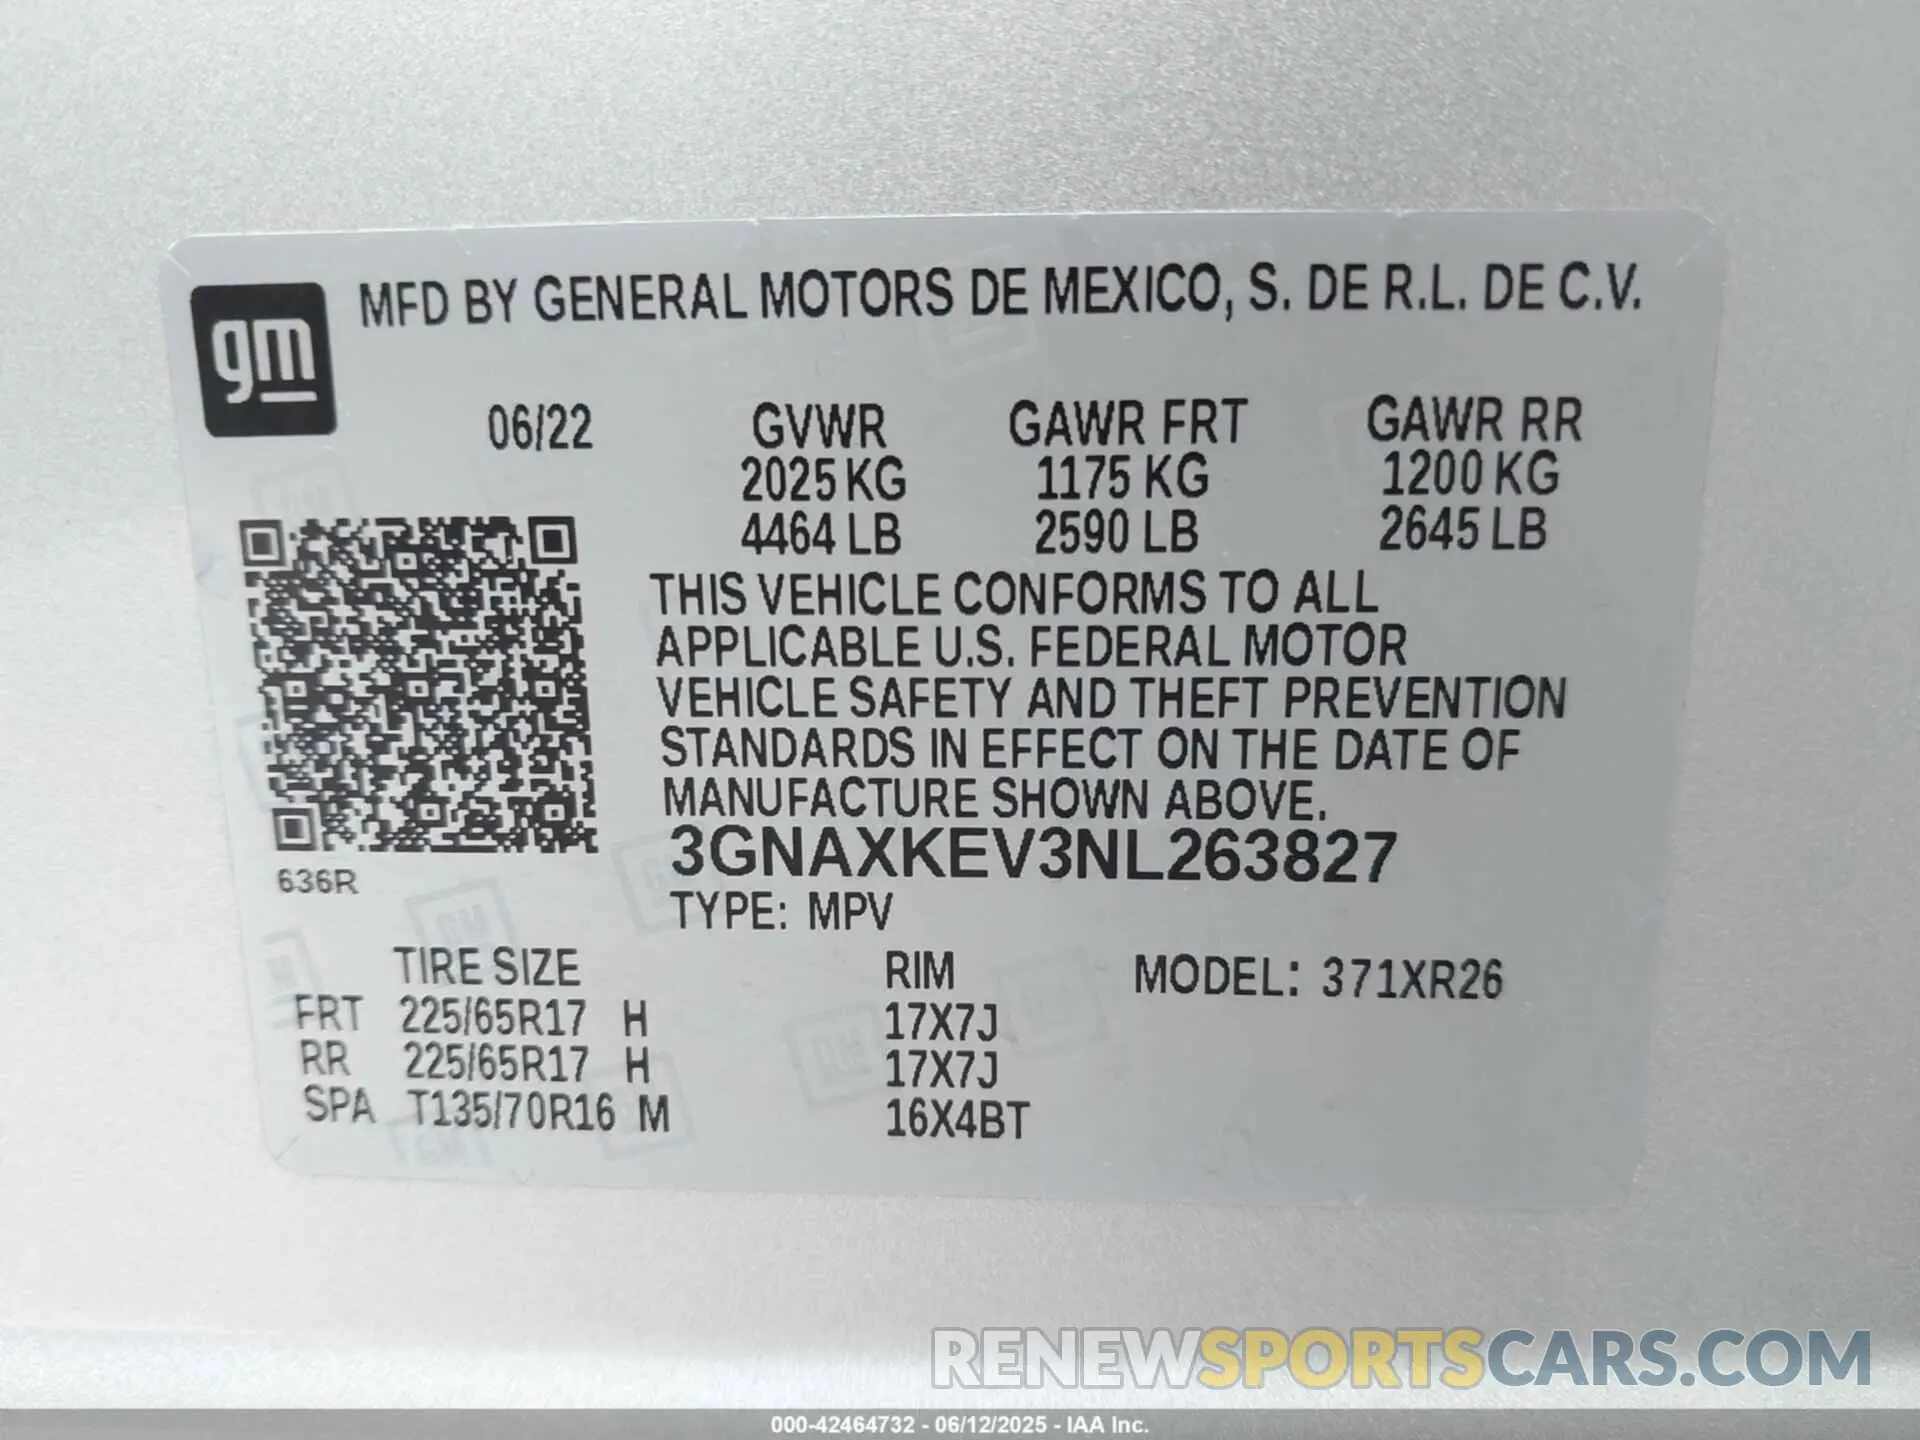 gm
MFD BY GENERAL MOTORS DE MEXICO, S. DE R.L. DE C.V.
06/22 GVWR GAWR FRT GAWR RR
2025 KG 1175 KG 1200 KG
4464 LB 2590 LB 2645 LB
THIS VEHICLE CONFORMS TO ALL
APPLICABLE U.S. FEDERAL MOTOR
VEHICLE SAFETY AND THEFT PREVENTION
STANDARDS IN EFFECT ON THE DATE OF
MANUFACTURE SHOWN ABOVE.
3GNAXKEV3NL263827
636R
TYPE: MPV
TIRE SIZE RIM MODEL: 371XR26
FRT 225/65R17 H 17X7J
RR 225/65R17 H 17X7J
SPA T135/70R16 M 16X4BT
RENEWSPORTSCARS.COM
000-42464732 - 06/12/2025 - IAA Inc.